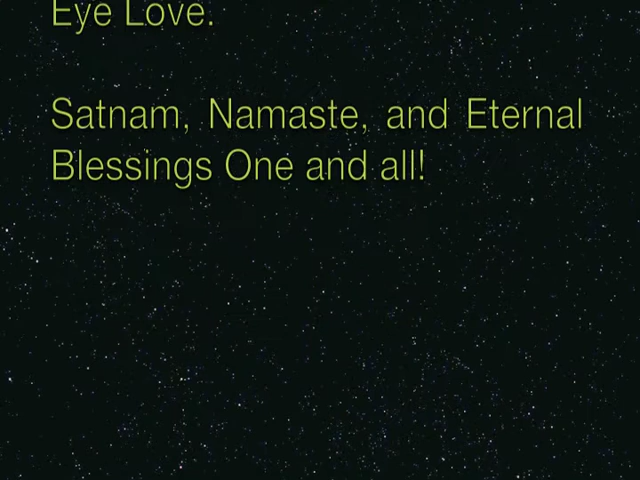 Eye Love.
Satnam, Namaste, and Eternal
Blessings One and all!